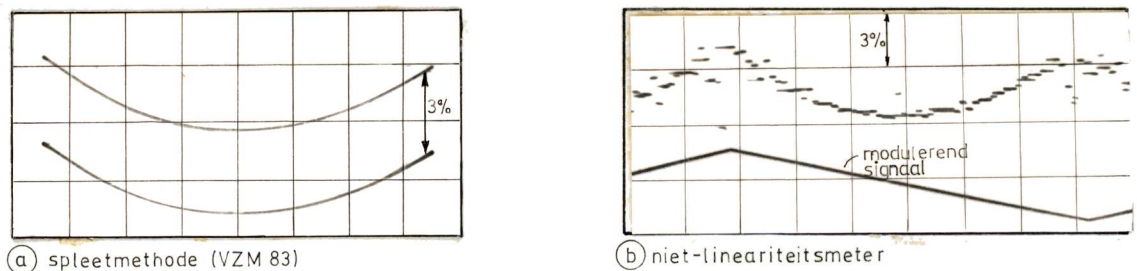 3%
3%
modulerend
signaal
a spleetmethode (VZM 83)
b niet-lineariteitsmeter